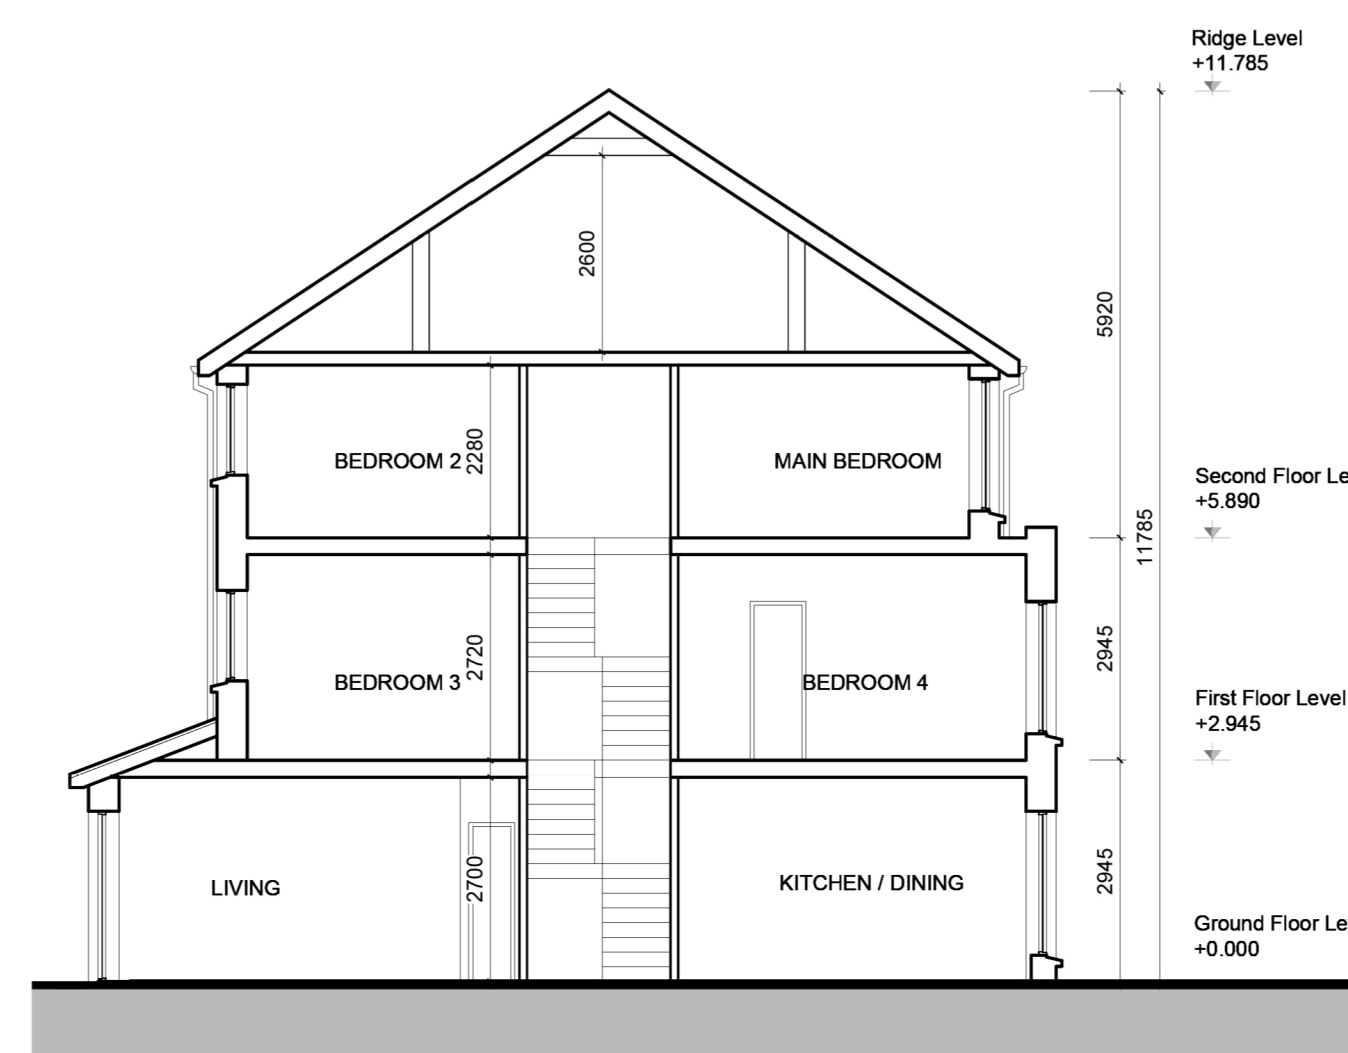 Ridge Level
+11.785
2600
5920
BEDROOM 2
2280
MAIN BEDROOM
Second Floor Le
+5.890
11785
BEDROOM 3
2720
BEDROOM 4
2945
First Floor Level
+2.945
LIVING
2700
KITCHEN / DINING
2945
Ground Floor Le
+0.000